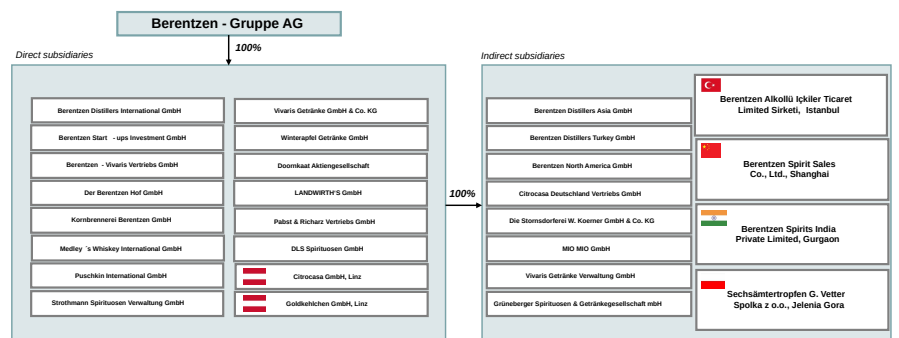 Berentzen - Gruppe AG
100%
Direct subsidiaries
Berentzen Distillers International GmbH
Berentzen Start - ups Investment GmbH
Berentzen - Vivaris Vertriebs GmbH
Der Berentzen Hof GmbH
Kornbrennerei Berentzen GmbH
Medley ´s Whiskey International GmbH
Puschkin International GmbH
Strothmann Spirituosen Verwaltung GmbH
Vivaris Getränke GmbH & Co. KG
Winterapfel Getränke GmbH
Doornkaat Aktiengesellschaft
LANDWIRTH'S GmbH
Pabst & Richarz Vertriebs GmbH
DLS Spirituosen GmbH
Citrocasa GmbH, Linz
Goldkehlchen GmbH, Linz
100%
Indirect subsidiaries
Berentzen Distillers Asia GmbH
Berentzen Distillers Turkey GmbH
Berentzen North America GmbH
Citrocasa Deutschland Vertriebs GmbH
Die Stornsdorferei W. Koerner GmbH & Co. KG
MIO MIO GmbH
Vivaris Getränke Verwaltung GmbH
Grüneberger Spirituosen & Getränkegesellschaft mbH
Berentzen Alkollü Içkiler Ticaret
Limited Sirketi, Istanbul
Berentzen Spirit Sales
Co., Ltd., Shanghai
Berentzen Spirits India
Private Limited, Gurgaon
Sechsämtertropfen G. Vetter
Spolka z o.o., Jelenia Gora